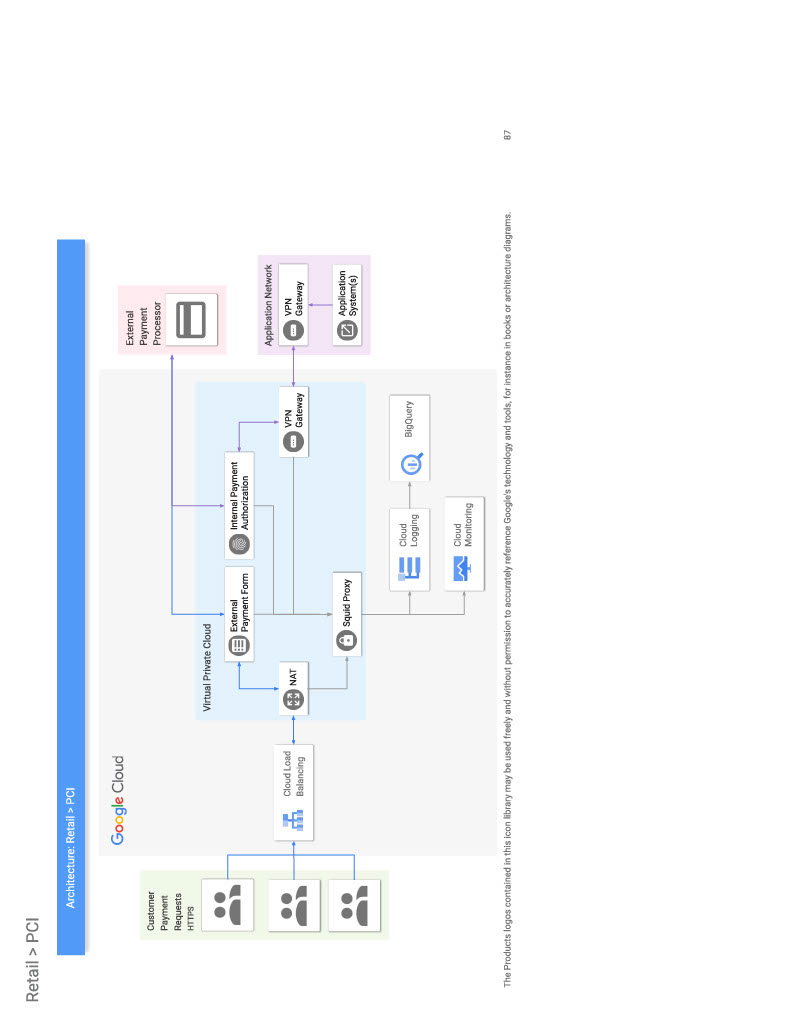 Retail > PCI
Architecture: Retail > PCI
Google Cloud
Customer
Payment
Requests
HTTPS
Cloud Load
Balancing
Virtual Private Cloud
NAT
External
Payment Form
Internal Payment
Authorization
VPN
Gateway
Squid Proxy
Cloud
Logging
BigQuery
Cloud
Monitoring
External
Payment
Processor
Application Network
VPN
Gateway
Application
System(s)
The Products logos contained in this icon library may be used freely and without permission to accurately reference Google's technology and tools, for instance in books or architecture diagrams.
87